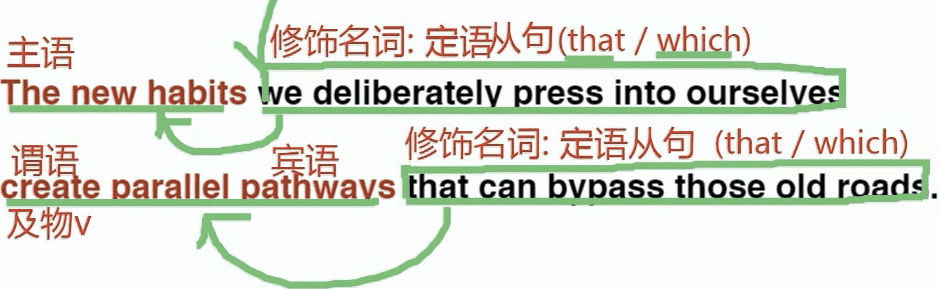 主语
修饰名词: 定语从句(that / which)
The new habits we deliberately press into ourselves
谓语 宾语 修饰名词: 定语从句 (that / which)
create parallel pathways that can bypass those old roads.
及物v